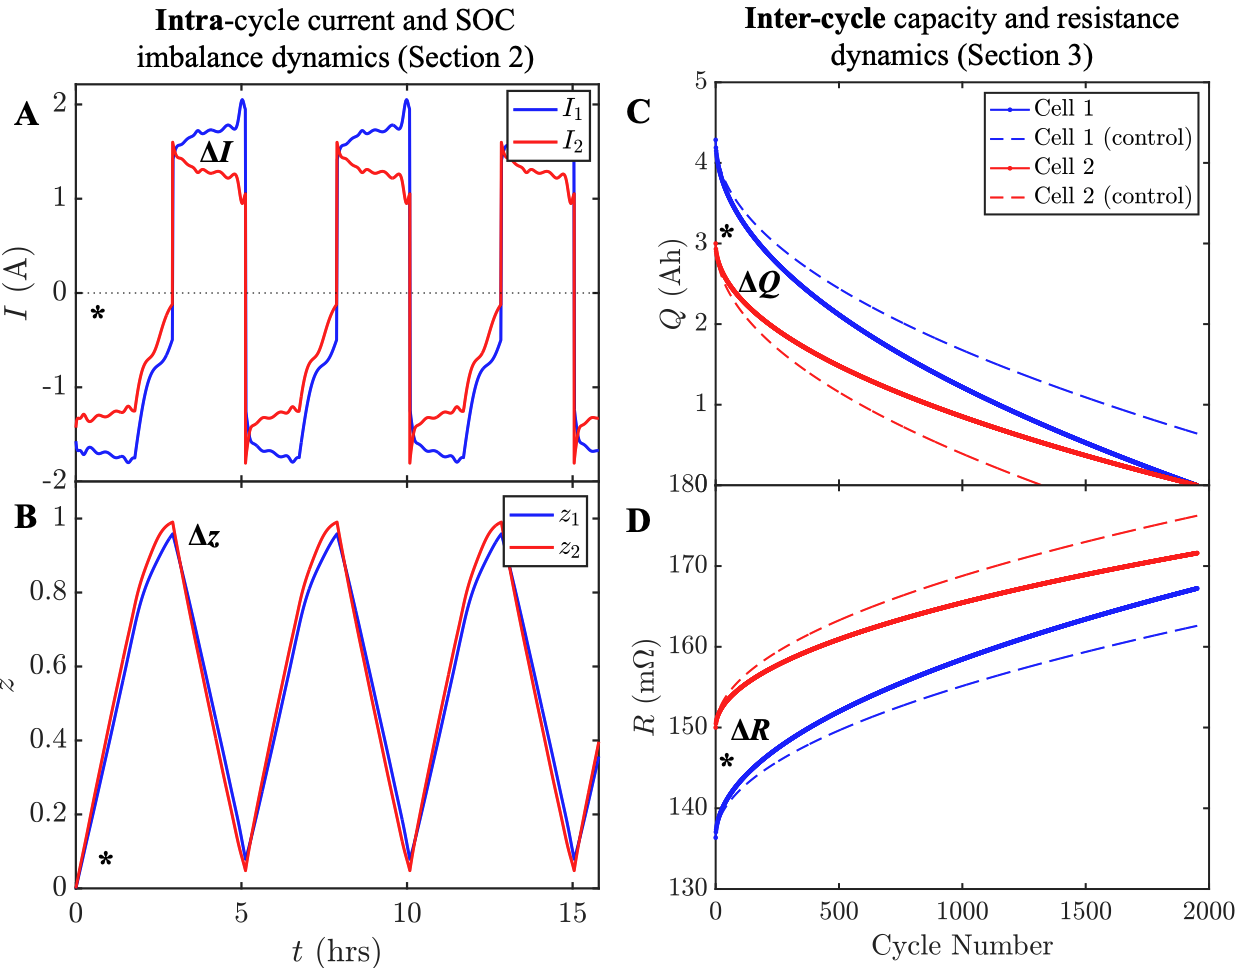 Intra-cycle current and SOC
imbalance dynamics (Section 2)
Inter-cycle capacity and resistance
dynamics (Section 3)
A
2
1
0
-1
-2
I (A)
ΔI
*
I₁
I₂
B
1
0.8
0.6
0.4
0.2
0
z
Δz
*
z₁
z₂
0
5
10
15
t (hrs)
C
5
4
3
2
1
Q (Ah)
*
ΔQ
Cell 1
Cell 1 (control)
Cell 2
Cell 2 (control)
D
180
170
160
150
140
130
R (mΩ)
ΔR
*
0
500
1000
1500
2000
Cycle Number